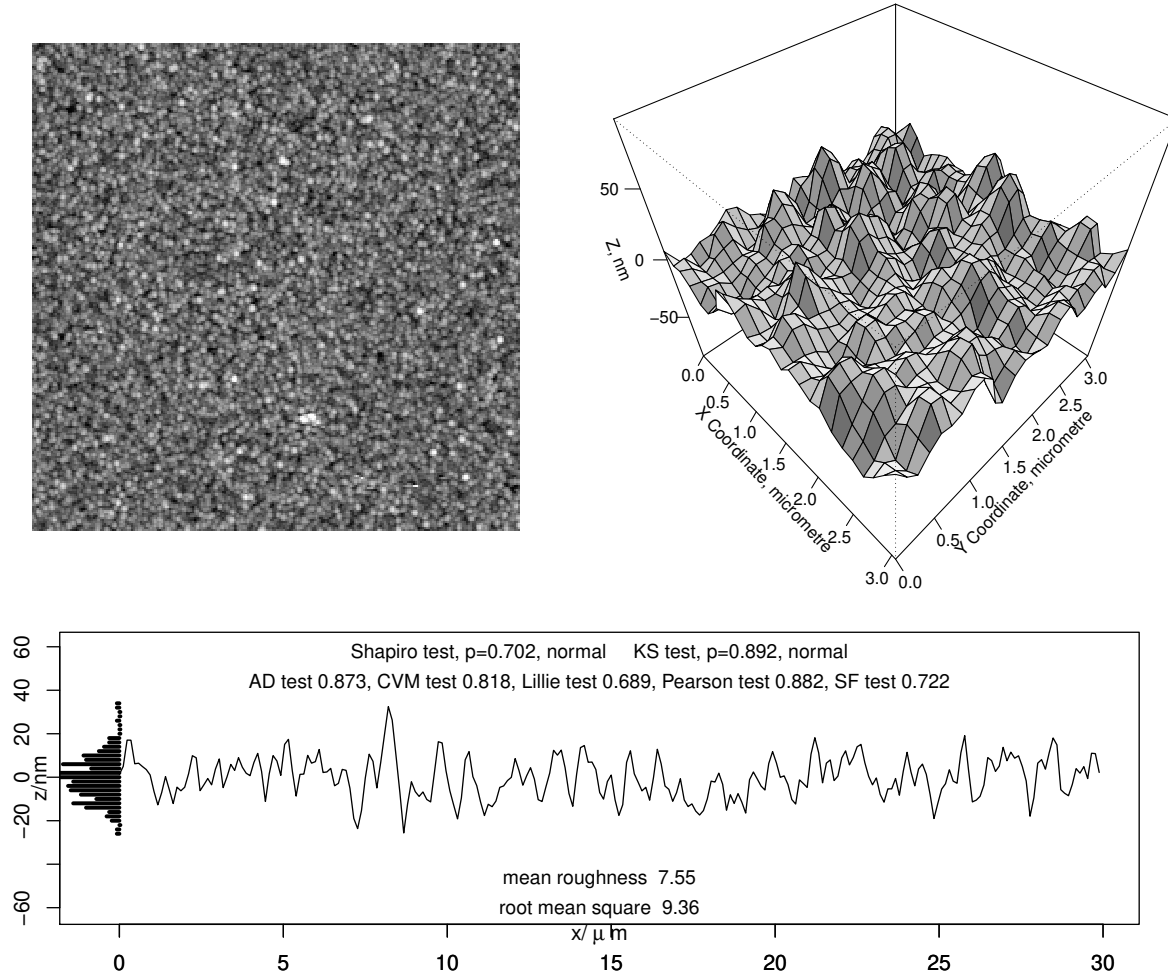 50
0
−50
Z, nm
0.0
0.5
1.0
1.5
2.0
2.5
3.0
X Coordinate, micrometre
0.0
0.5
1.0
1.5
2.0
2.5
3.0
Y Coordinate, micrometre
Shapiro test, p=0.702, normal KS test, p=0.892, normal
AD test 0.873, CVM test 0.818, Lillie test 0.689, Pearson test 0.882, SF test 0.722
60
40
20
0
−20
−60
z/nm
mean roughness 7.55
root mean square 9.36
x/ μ m
0 5 10 15 20 25 30